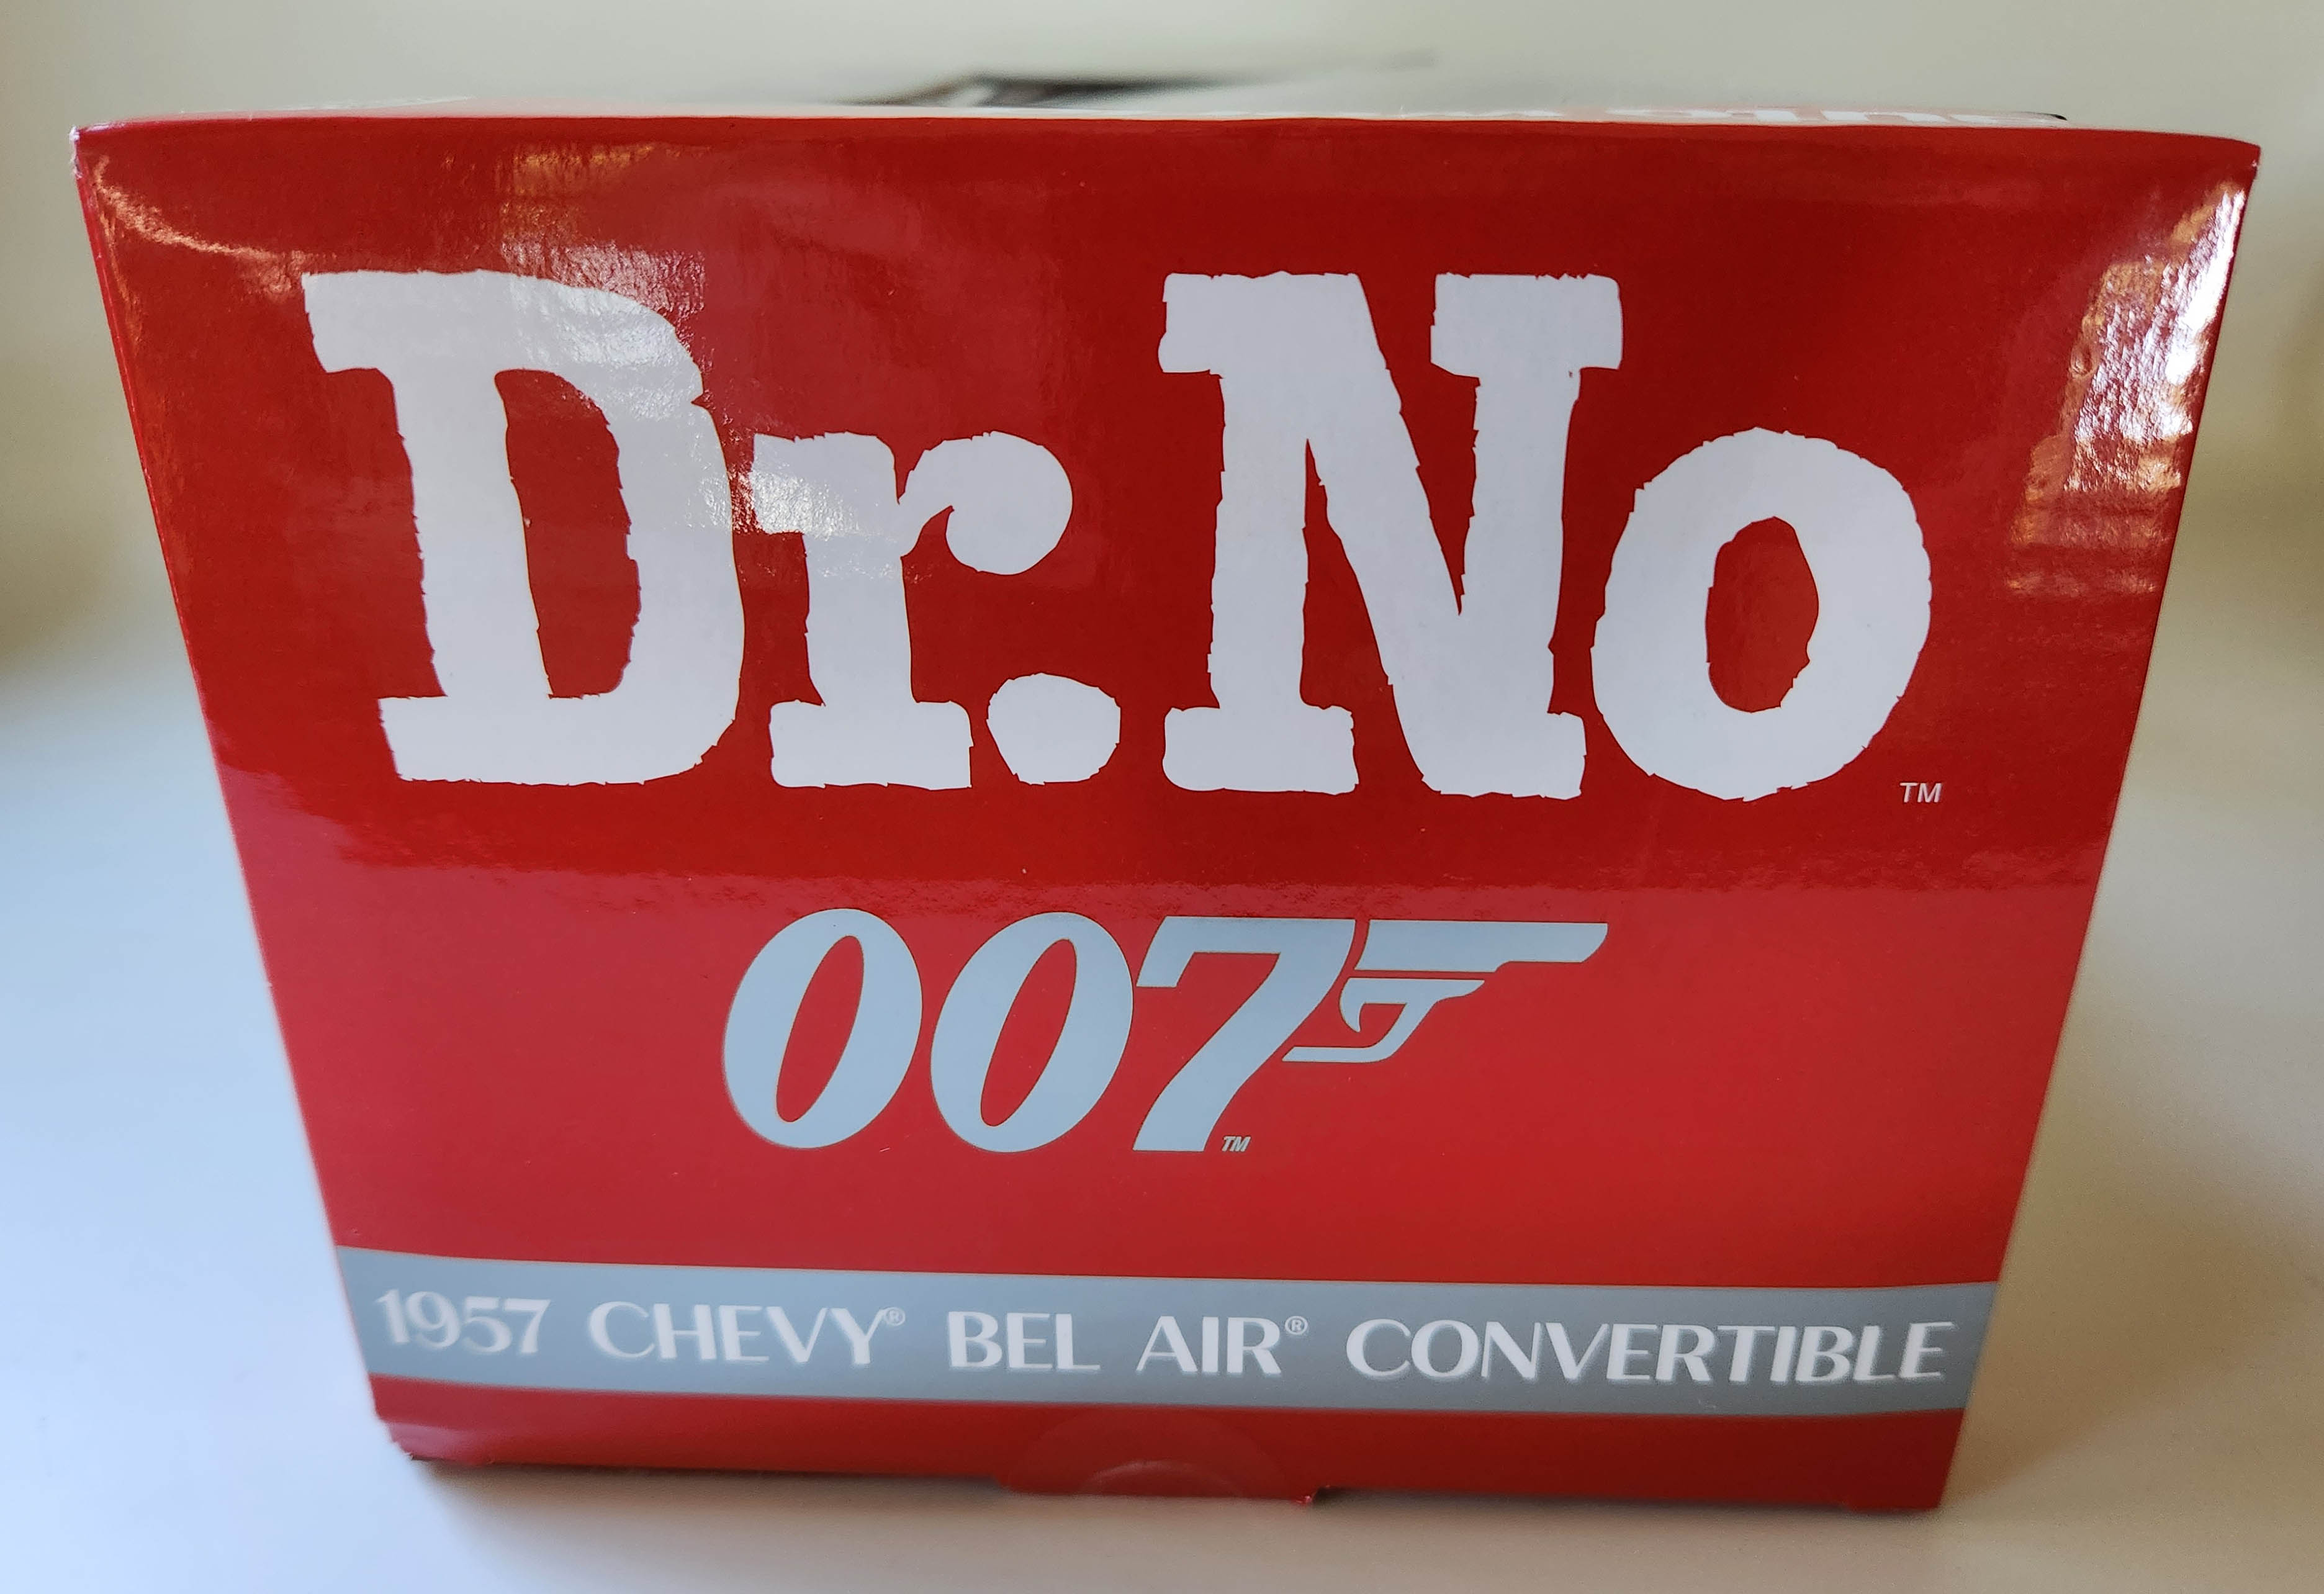 Dr.No™
007™
1957 CHEVY® BEL AIR® CONVERTIBLE